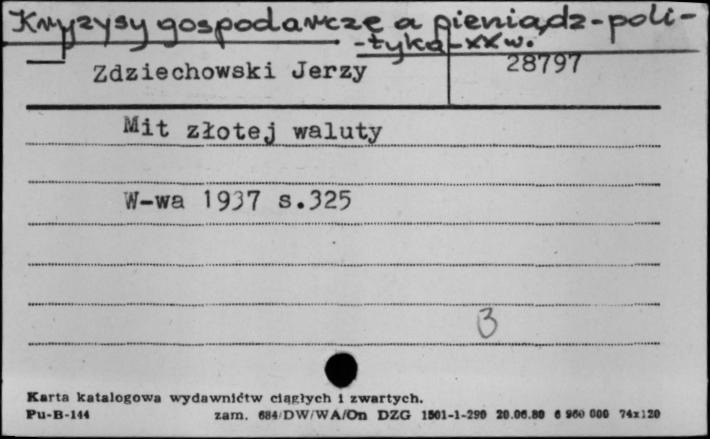 Kryzysy gospodarcze a pieniądz-poli-
-tyka-XXw.
Zdziechowski Jerzy 28797
Mit złotej waluty
W-wa 1937 s.325
3
Karta katalogowa wydawnictw ciągłych i zwartych.
Pu-B-144 zam. 684/DW/WA/On DZG 1501-1-290 20.06.80 6 960 000 74x120